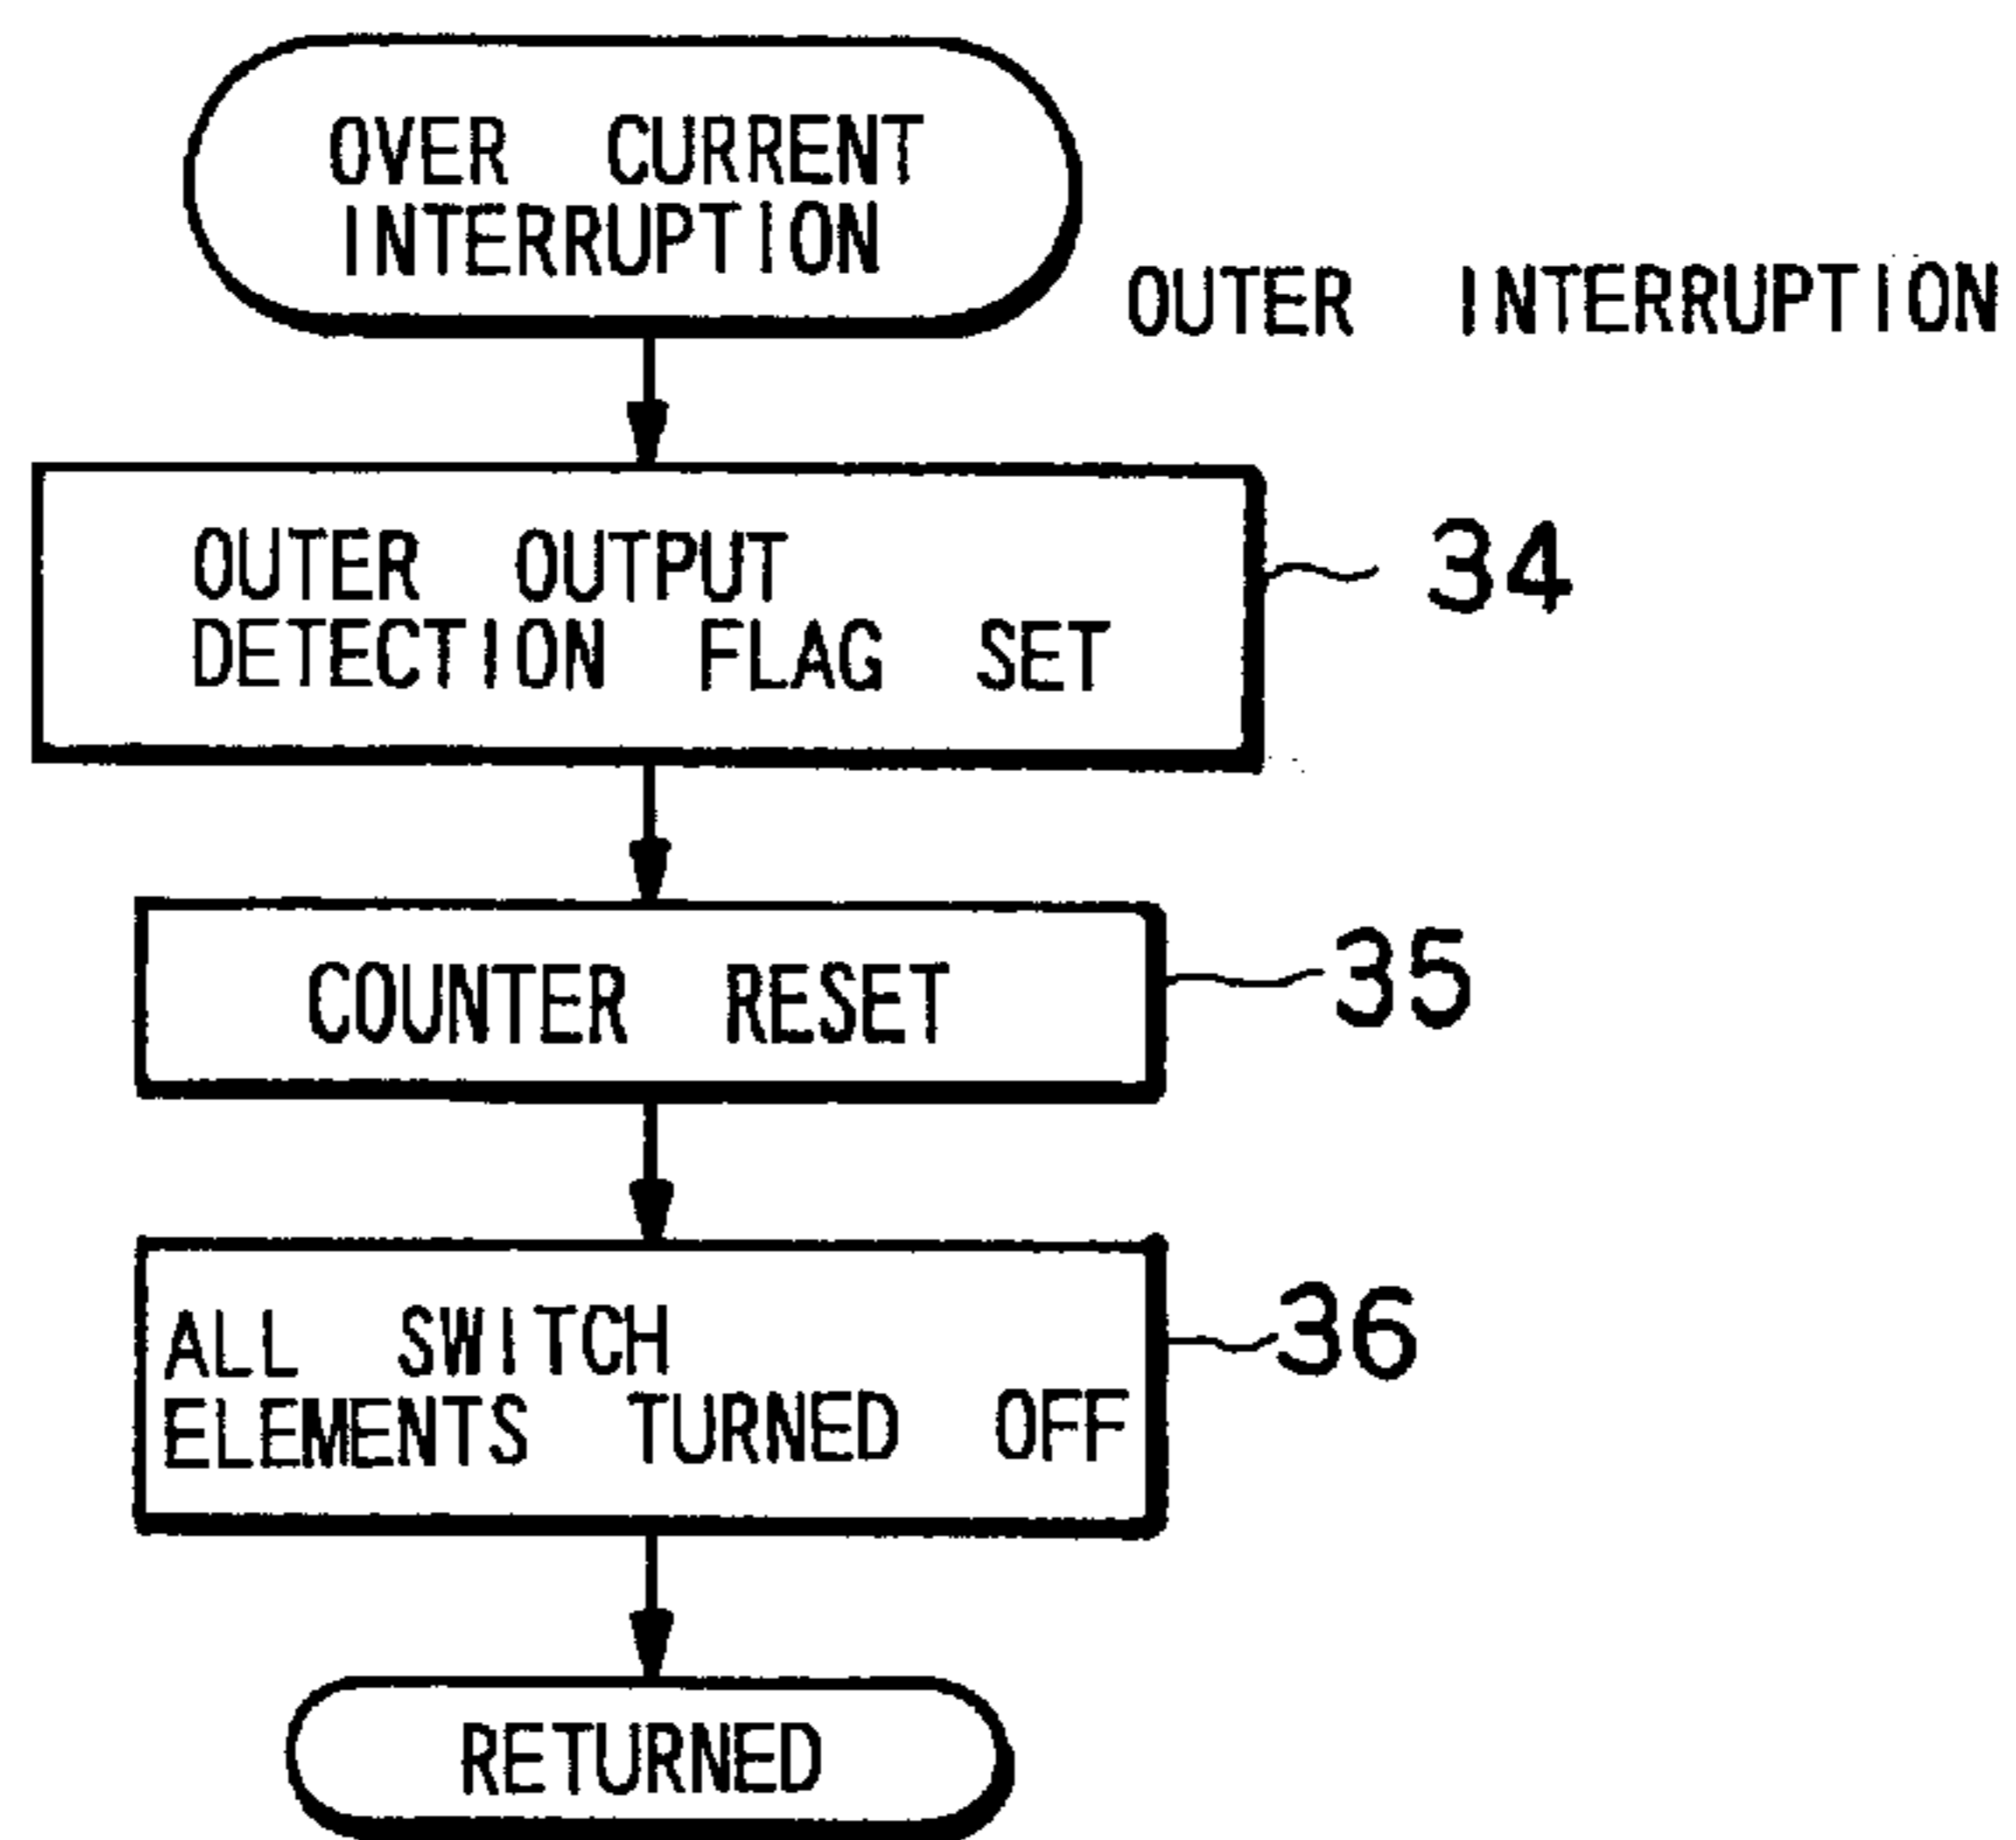 OVER CURRENT
INTERRUPTION
OUTER INTERRUPTION
OUTER OUTPUT
DETECTION FLAG SET
34
COUNTER RESET
35
ALL SWITCH
ELEMENTS TURNED OFF
36
RETURNED